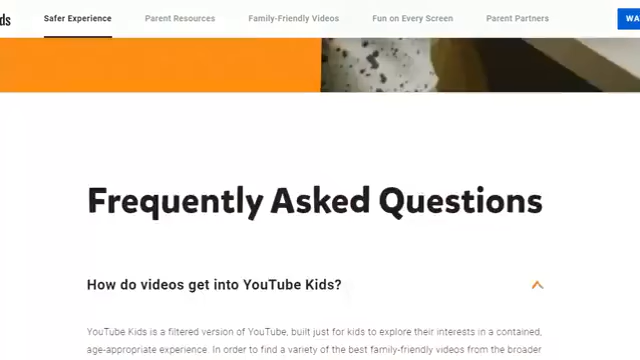 ds Safer Experience Parent Resources Family-Friendly Videos Fun on Every Screen Parent Partners WA
Frequently Asked Questions
How do videos get into YouTube Kids?
YouTube Kids is a filtered version of YouTube, built just for kids to explore their interests in a contained,
age-appropriate experience. In order to find a variety of the best family-friendly videos from the broader